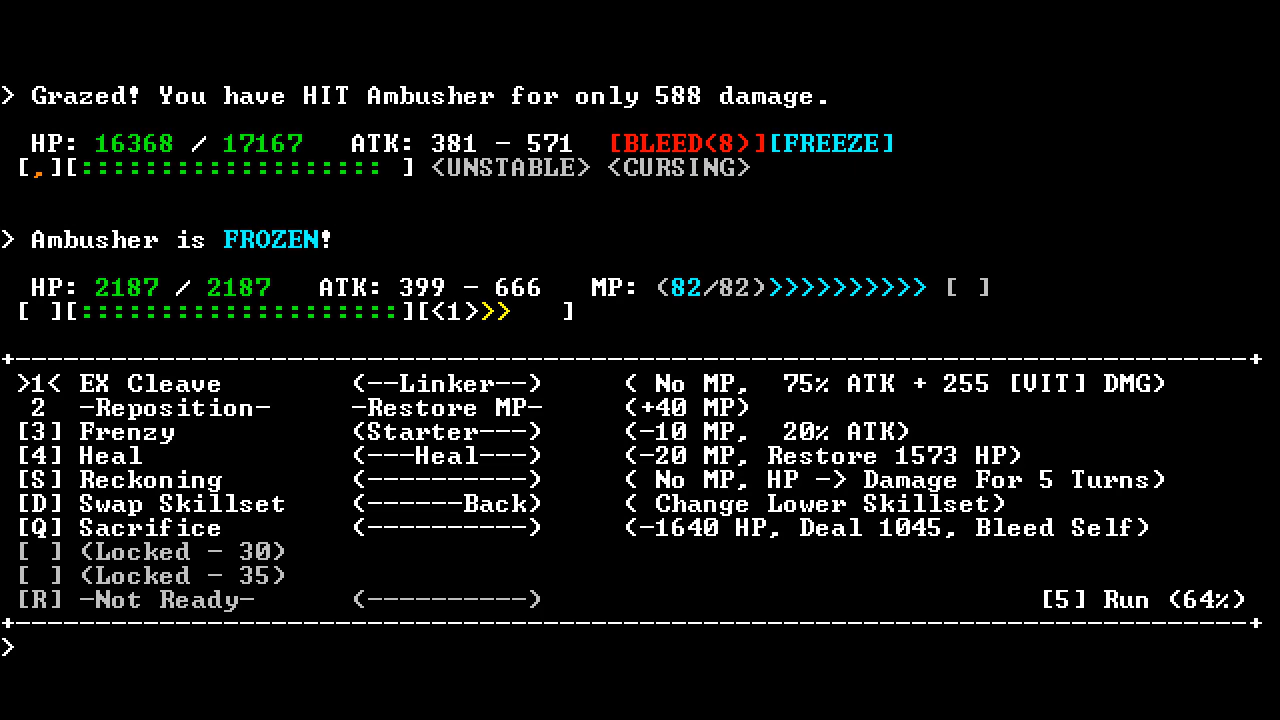 > Grazed! You have HIT Ambusher for only 588 damage.
HP: 16368 / 17167   ATK: 381 - 571  [BLEED(8)][FREEZE]
[,][::::::::::::::::::: ] <UNSTABLE> <CURSING>
> Ambusher is FROZEN!
HP: 2187 / 2187   ATK: 399 - 666   MP: (82/82)>>>>>>>>>> [ ]
[ ][::::::::::::::::::::][<1>>>   ]
+-----------------------------------------------------------------------------+
>1< EX Cleave        (--Linker--)     ( No MP,  75% ATK + 255 [VIT] DMG)
2  -Reposition-     -Restore MP-     (+40 MP)
[3] Frenzy           (Starter---)     (-10 MP,  20% ATK)
[4] Heal             (---Heal---)     (-20 MP, Restore 1573 HP)
[S] Reckoning        (----------)     ( No MP, HP -> Damage For 5 Turns)
[D] Swap Skillset    (------Back)     ( Change Lower Skillset)
[Q] Sacrifice        (----------)     (-1640 HP, Deal 1045, Bleed Self)
[ ] (Locked - 30)
[ ] (Locked - 35)
[R] -Not Ready-      (----------)                               [5] Run (64%)
+-----------------------------------------------------------------------------+
>